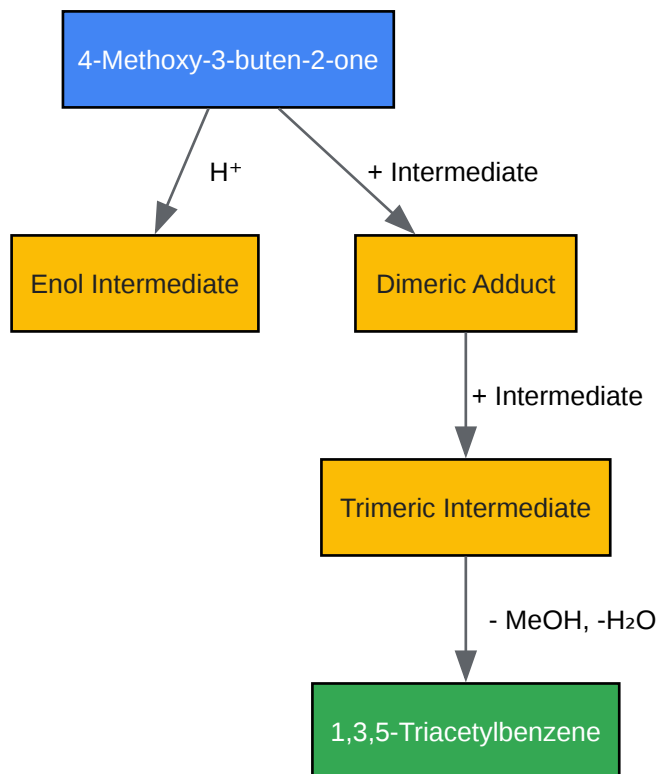 4-Methoxy-3-buten-2-one
H⁺
+ Intermediate
Enol Intermediate
Dimeric Adduct
+ Intermediate
Trimeric Intermediate
- MeOH, -H₂O
1,3,5-Triacetylbenzene